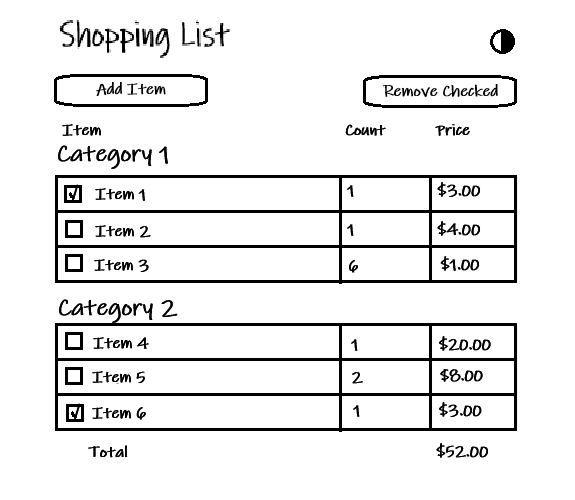 Shopping List
Add Item Remove Checked
Item Count Price
Category 1
Item 1 1 $3.00
Item 2 1 $4.00
Item 3 6 $1.00
Category 2
Item 4 1 $20.00
Item 5 2 $8.00
Item 6 1 $3.00
Total $52.00